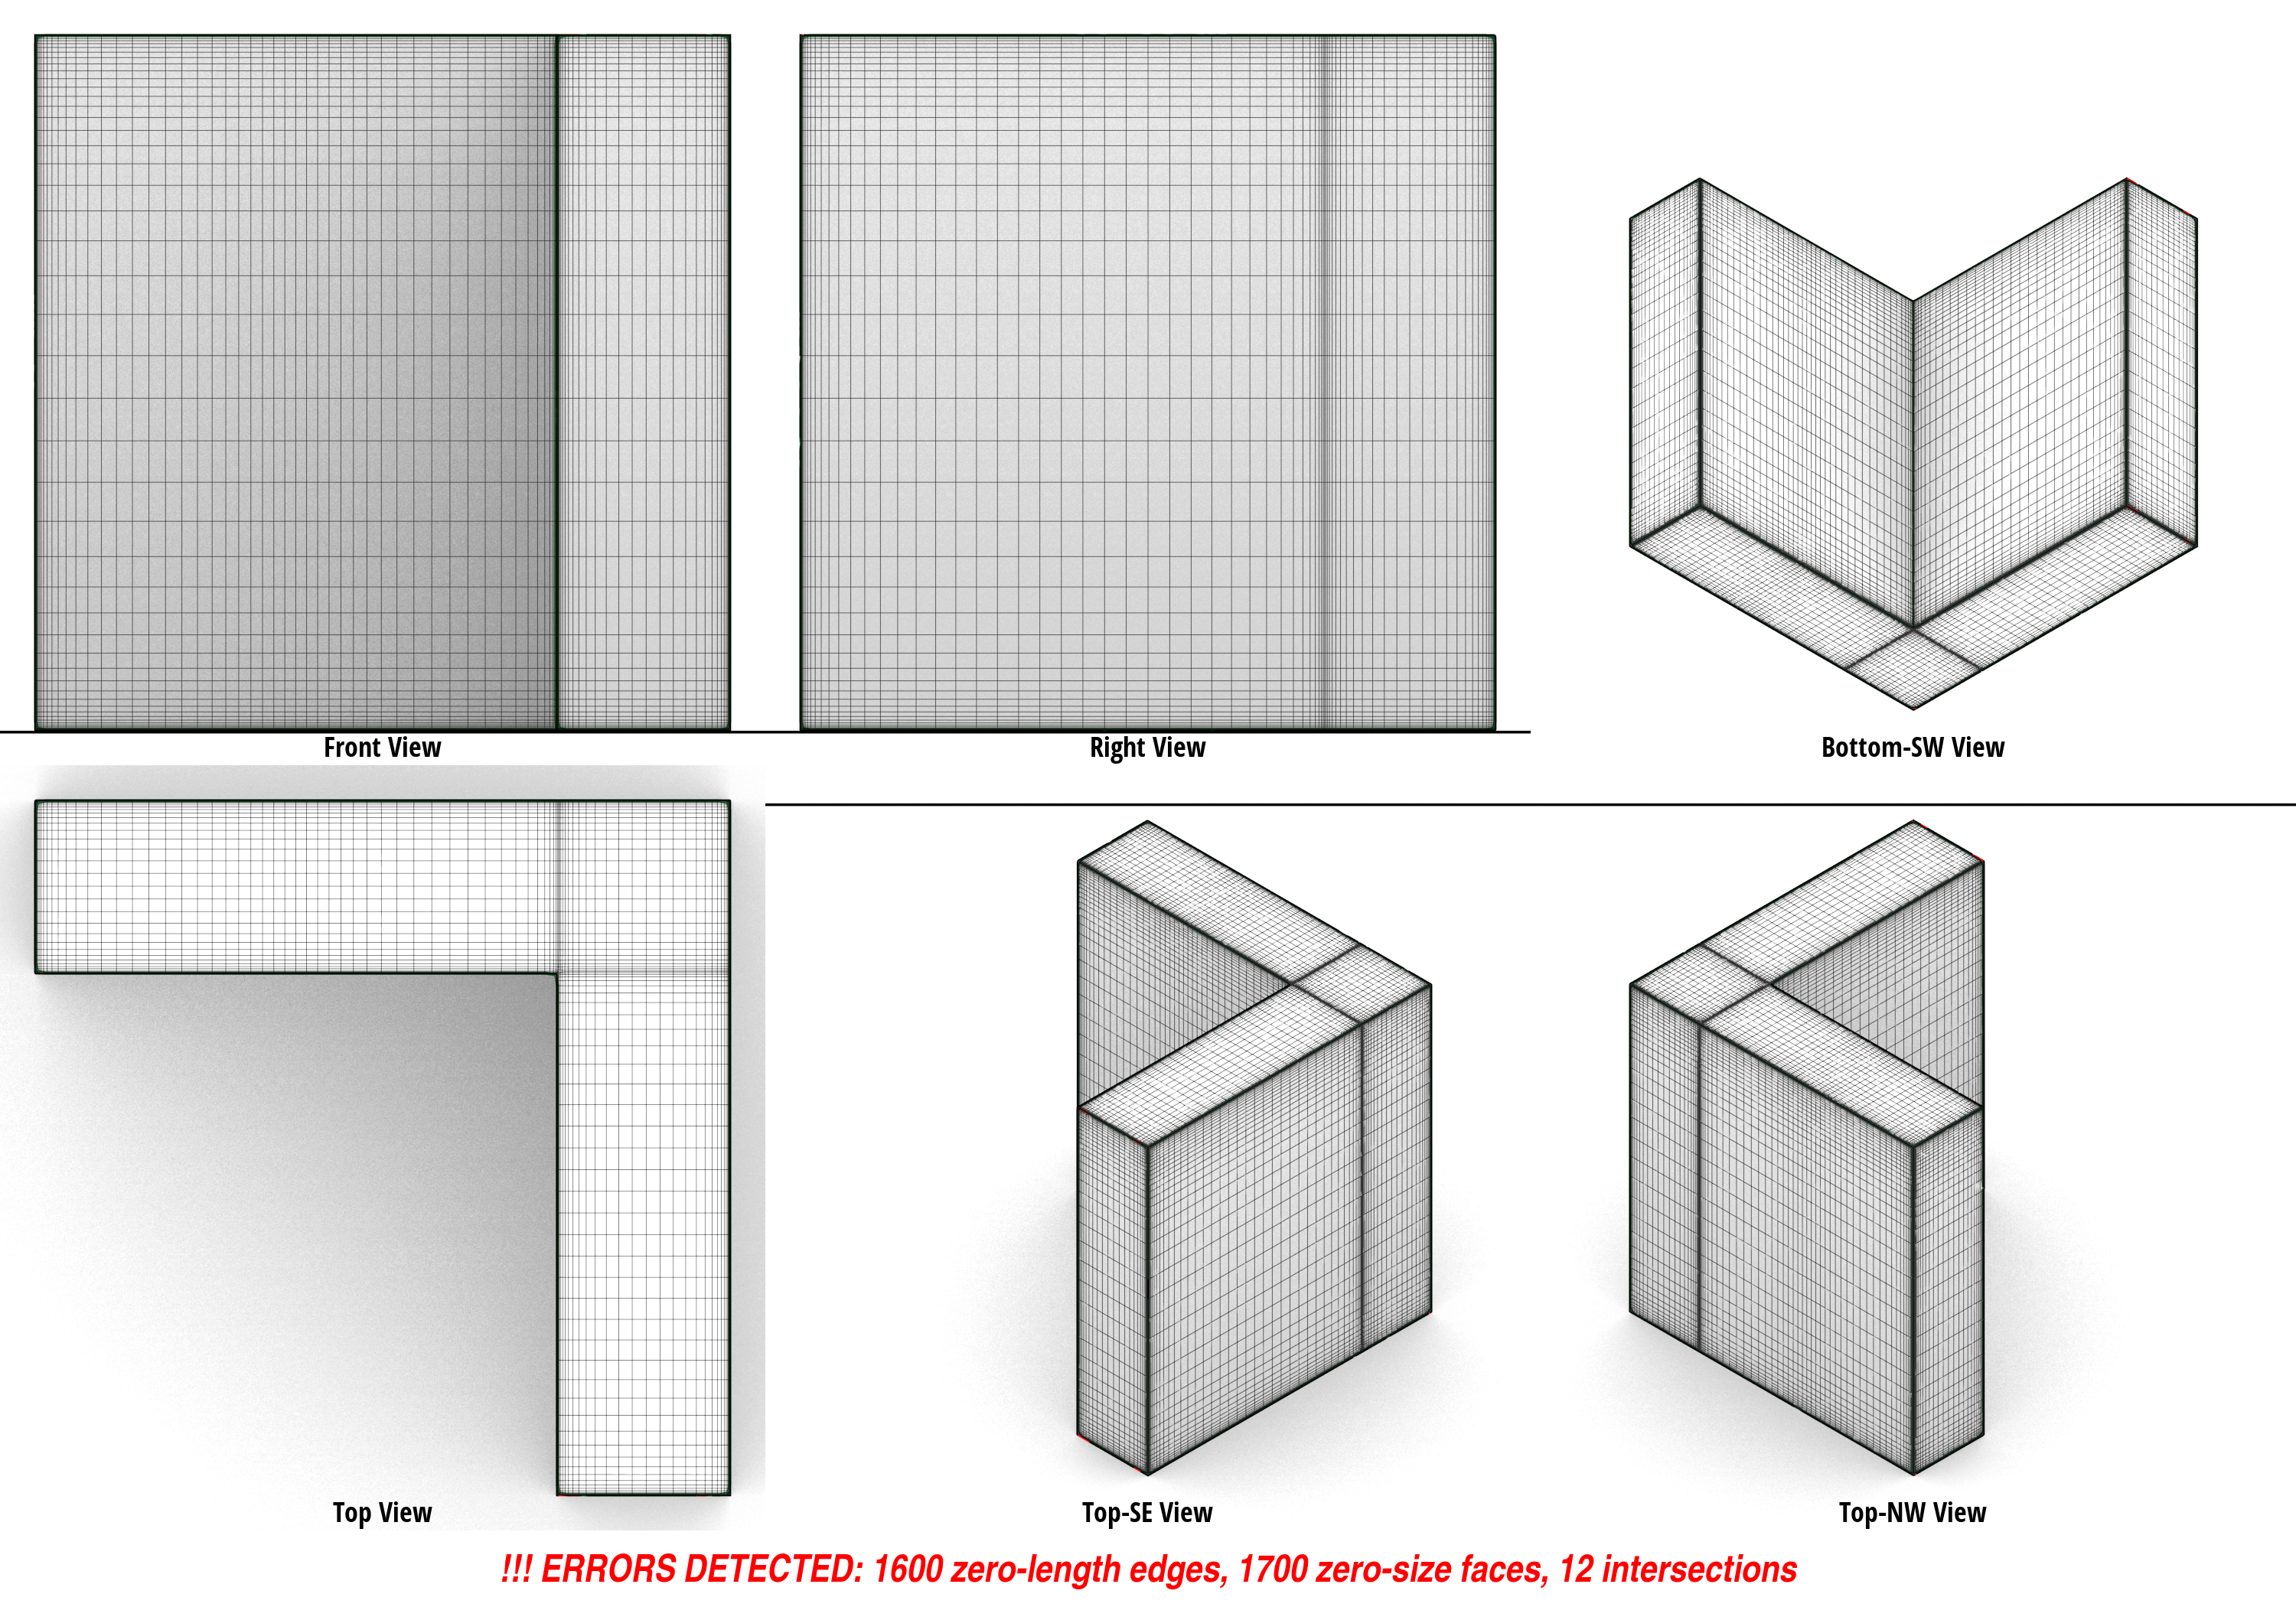 Front View
Right View
Bottom-SW View
Top View
Top-SE View
Top-NW View
!!! ERRORS DETECTED: 1600 zero-length edges, 1700 zero-size faces, 12 intersections